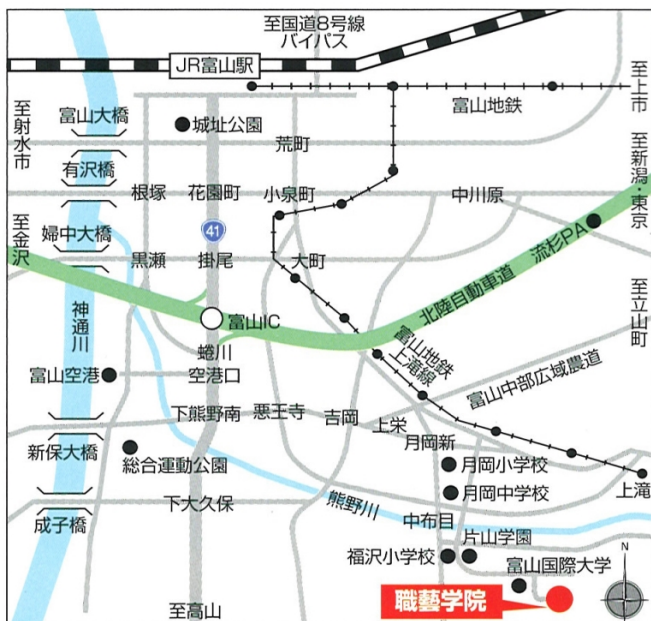 至国道8号線
バイパス
JR富山駅
至上市
富山地鉄
至射水市
富山大橋
城址公園
荒町
有沢橋
至新潟・東京
根塚
花園町
小泉町
中川原
至金沢
婦中大橋
41
流杉PA
黒瀬
掛尾
大町
北陸自動車道
至立山町
神通川
富山IC
蜷川
富山地鉄
上滝線
富山空港
空港口
富山中部広域農道
下熊野南
悪王寺
吉岡
上栄
月岡新
新保大橋
総合運動公園
月岡小学校
上滝
下大久保
熊野川
月岡中学校
成子橋
中布目
片山学園
福沢小学校
富山国際大学
N
職藝学院
至高山